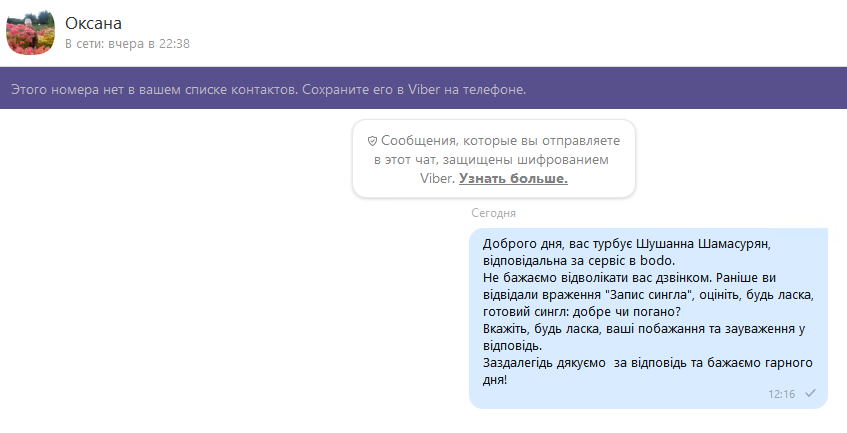 Оксана
В сети: вчера в 22:38
Этого номера нет в вашем списке контактов. Сохраните его в Viber на телефоне.
Сообщения, которые вы отправляете
в этот чат, защищены шифрованием
Viber. Узнать больше.
Сегодня
Доброго дня, вас турбує Шушанна Шамасурян,
відповідальна за сервіс в bodo.
Не бажаємо відволікати вас дзвінком. Раніше ви
відвідали враження "Запис сингла", оцініть, будь ласка,
готовий сингл: добре чи погано?
Вкажіть, будь ласка, ваші побажання та зауваження у
відповідь.
Заздалегідь дякуємо  за відповідь та бажаємо гарного
дня!
12:16